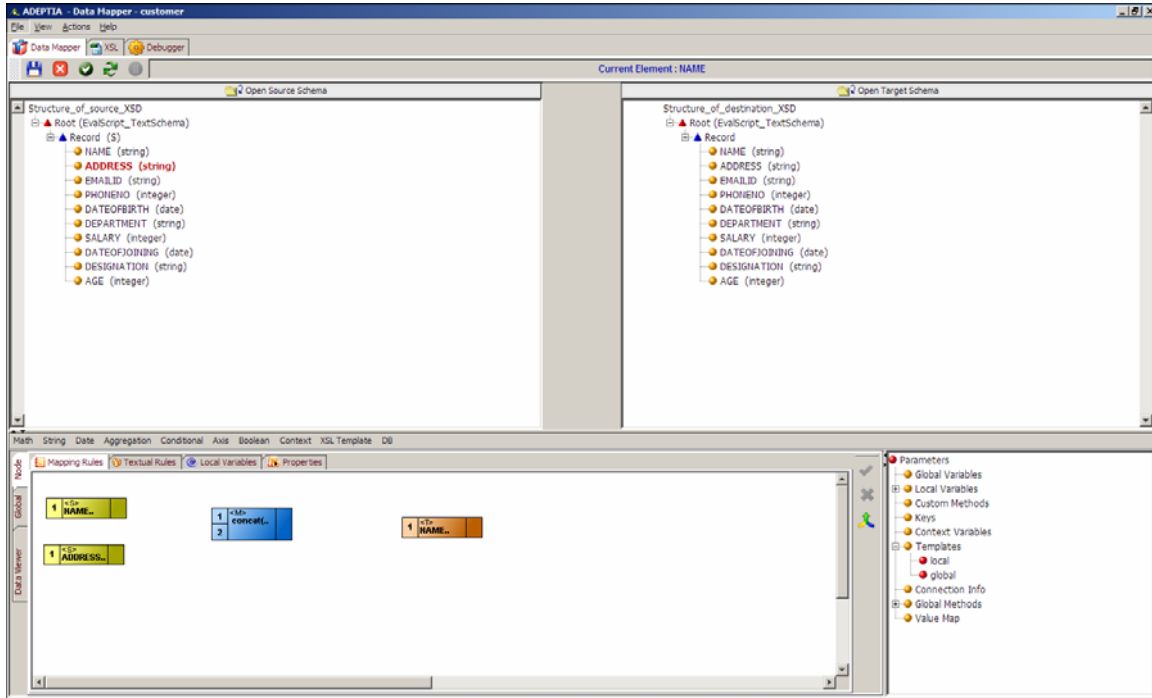 ADEPTIA - Data Mapper - customer
File View Actions Help
Data Mapper XSL Debugger
Current Element : NAME
Open Source Schema
Open Target Schema
Structure_of_source_XSD
Root (EvalScript_TextSchema)
Record (S)
NAME (string)
ADDRESS (string)
EMAILID (string)
PHONENO (integer)
DATEOFBIRTH (date)
DEPARTMENT (string)
SALARY (integer)
DATEOFJOINING (date)
DESIGNATION (string)
AGE (integer)
Structure_of_destination_XSD
Root (EvalScript_TextSchema)
Record
NAME (string)
ADDRESS (string)
EMAILID (string)
PHONENO (integer)
DATEOFBIRTH (date)
DEPARTMENT (string)
SALARY (integer)
DATEOFJOINING (date)
DESIGNATION (string)
AGE (integer)
Math String Date Aggregation Conditional Axis Boolean Context XSL Template DB
Node
Global
Data Viewer
Mapping Rules Textual Rules Local Variables Properties
1 <S> NAME..
1 <S> ADDRESS..
1 <M> concat(..
2
1 <T> NAME..
Parameters
Global Variables
Local Variables
Custom Methods
Keys
Context Variables
Templates
local
global
Connection Info
Global Methods
Value Map